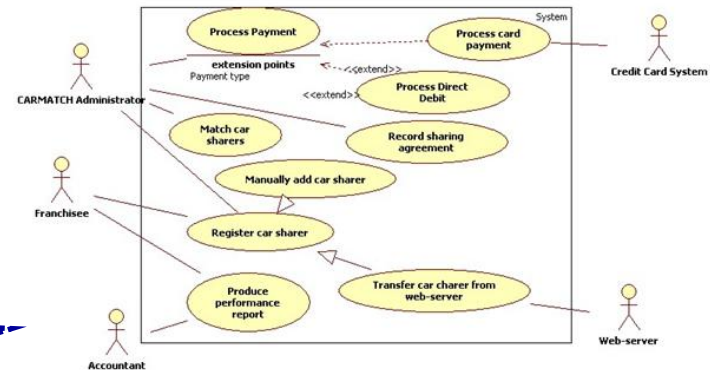 System
Process Payment
Process card
payment
extension points
Payment type
<<extend>>
Credit Card System
CARMATCH Administrator
<<extend>>
Process Direct
Debit
Match car
sharers
Record sharing
agreement
Manually add car sharer
Franchisee
Register car sharer
Produce
performance
report
Transfer car charer from
web-server
Web-server
Accountant